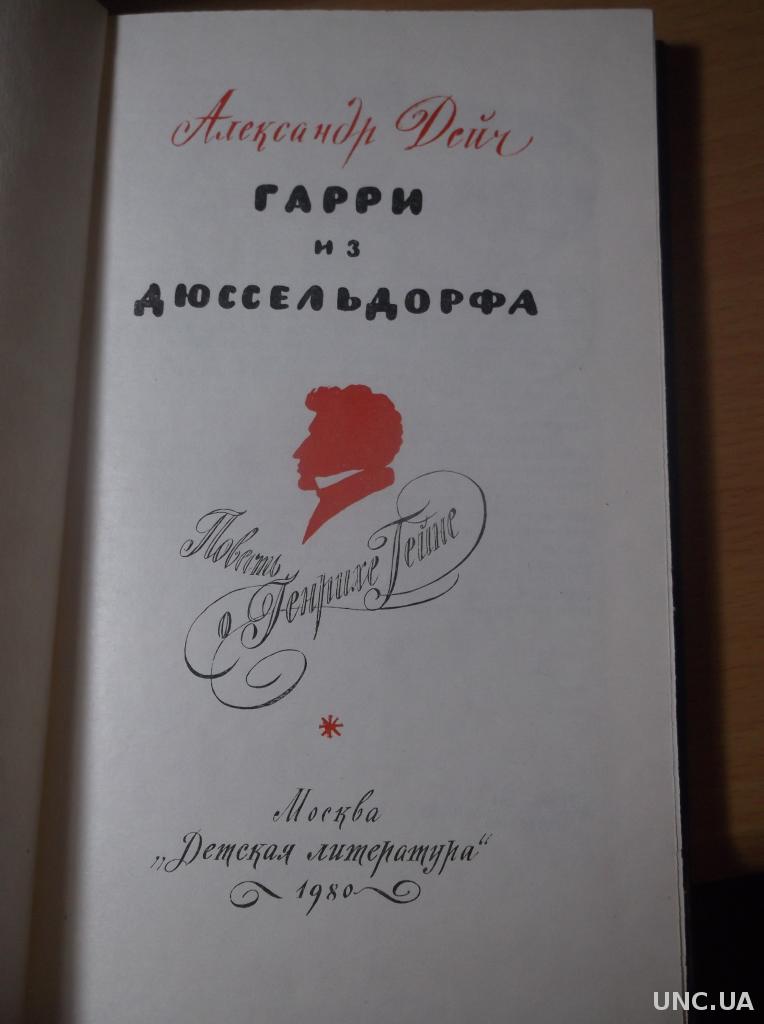 Александр Дейч
ГАРРИ
ИЗ
ДЮССЕЛЬДОРФА
Повесть
о Генрихе Гейне
Москва
„Детская литература“
1980
UNC.UA